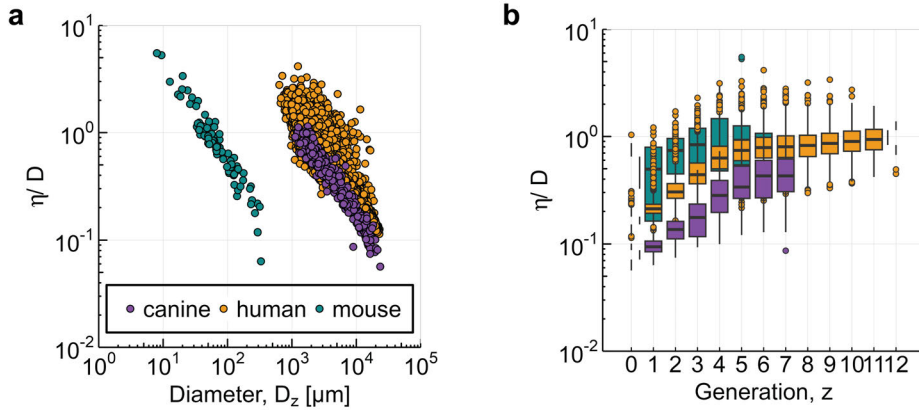 a
b
η/ D
10^1
10^0
10^-1
10^-2
canine human mouse
10^0 10^1 10^2 10^3 10^4 10^5
Diameter, D_z [μm]
η/ D
10^1
10^0
10^-1
10^-2
0 1 2 3 4 5 6 7 8 9 10 11 12
Generation, z